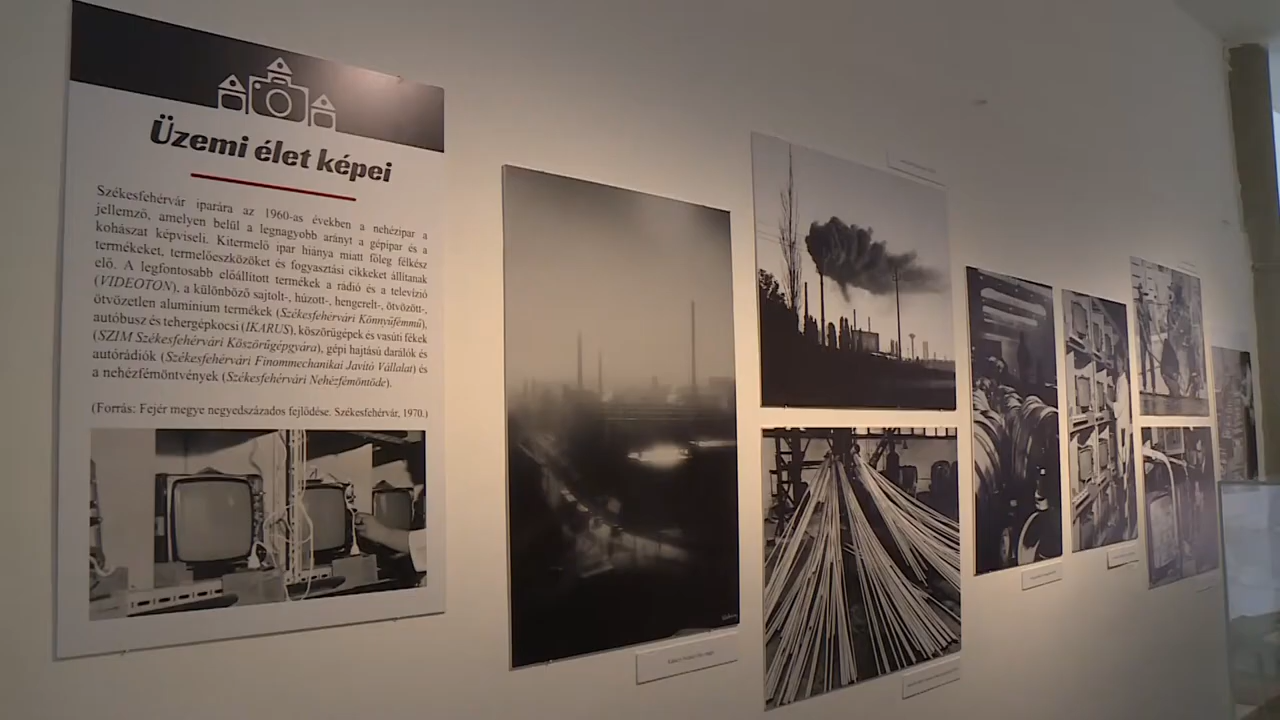 Üzemi élet képei
Székesfehérvár iparára az 1960-as években a nehézipar a
jellemző, amelyen belül a legnagyobb arányt a gépipar és a
kohászat képviseli. Kitermelő ipar hiánya miatt főleg félkész
termékeket, termelőeszközöket és fogyasztási cikkeket állítanak
elő. A legfontosabb előállított termékek a rádió és a televízió
(VIDEOTON), a különböző sajtolt-, húzott-, hengerelt-, ötvözött-,
ötvözetlen alumínium termékek (Székesfehérvári Könnyűfémmű),
autóbusz és tehergépkocsi (IKARUS), köszörűgépek és vasúti fékek
(SZIM Székesfehérvári Köszörűgépgyára), gépi hajtású darálók és
autórádiók (Székesfehérvári Finommechanikai Javító Vállalat) és
a nehézfémöntvények (Székesfehérvári Nehézfémöntöde).
(Forrás: Fejér megye negyedszázados fejlődése. Székesfehérvár, 1970.)